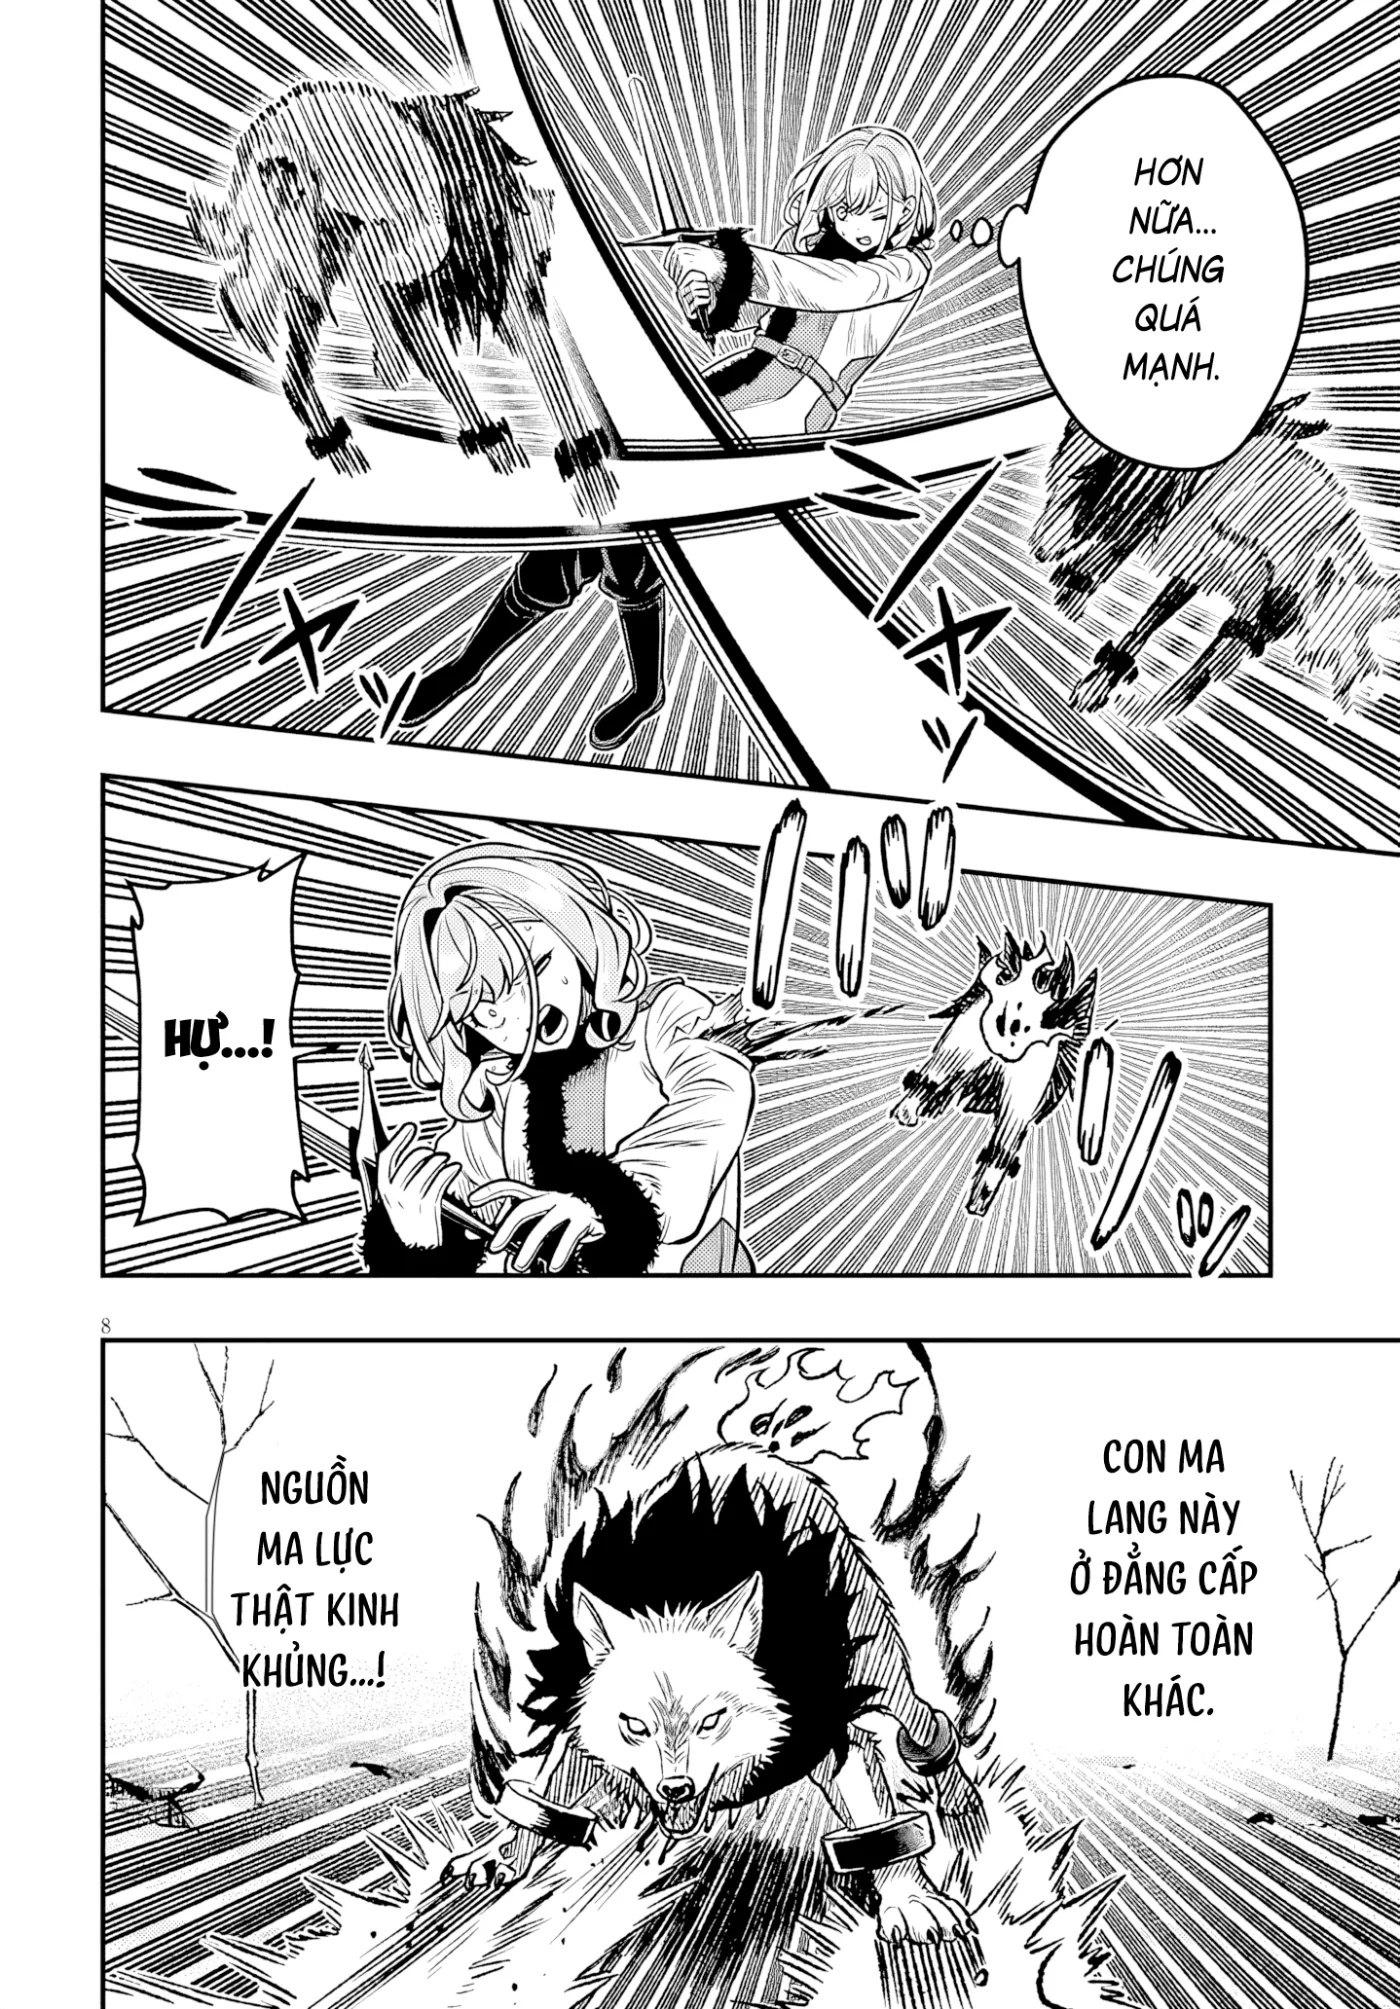 HƠN
NỮA...
CHÚNG
QUÁ
MẠNH.
HỰ...!
8
CON MA
LANG NÀY
Ở ĐẲNG CẤP
HOÀN TOÀN
KHÁC.
NGUỒN
MA LỰC
THẬT KINH
KHỦNG...!